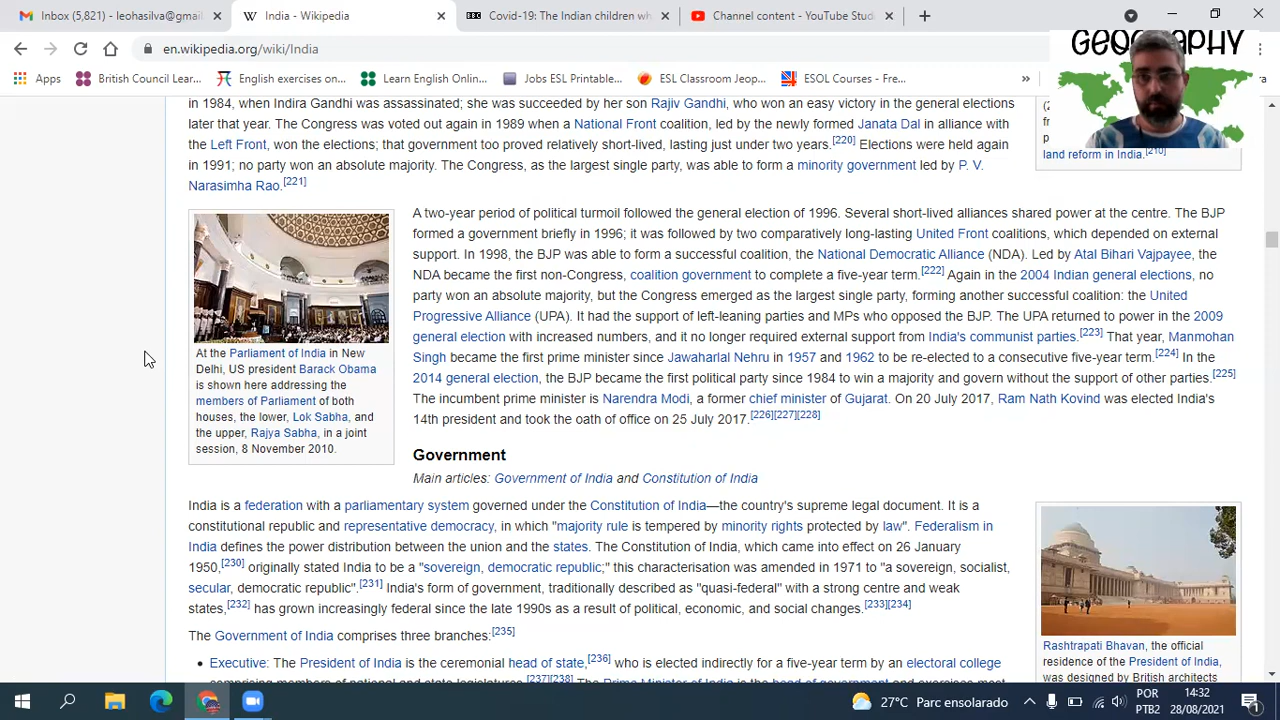 Inbox (5,821) - leohasilva@gmail.
India - Wikipedia
Covid-19: The Indian children wh
Channel content - YouTube Stud
en.wikipedia.org/wiki/India
GEOGRAPHY
Apps
British Council Lear...
English exercises on...
Learn English Onlin...
Jobs ESL Printable...
ESL Classroom Jeop...
ESOL Courses - Fre...
»
in 1984, when Indira Gandhi was assassinated; she was succeeded by her son Rajiv Gandhi, who won an easy victory in the general elections
later that year. The Congress was voted out again in 1989 when a National Front coalition, led by the newly formed Janata Dal in alliance with
the Left Front, won the elections; that government too proved relatively short-lived, lasting just under two years.[220] Elections were held again
in 1991; no party won an absolute majority. The Congress, as the largest single party, was able to form a minority government led by P. V.
Narasimha Rao.[221]
land reform in India.[210]
At the Parliament of India in New
Delhi, US president Barack Obama
is shown here addressing the
members of Parliament of both
houses, the lower, Lok Sabha, and
the upper, Rajya Sabha, in a joint
session, 8 November 2010.
A two-year period of political turmoil followed the general election of 1996. Several short-lived alliances shared power at the centre. The BJP
formed a government briefly in 1996; it was followed by two comparatively long-lasting United Front coalitions, which depended on external
support. In 1998, the BJP was able to form a successful coalition, the National Democratic Alliance (NDA). Led by Atal Bihari Vajpayee, the
NDA became the first non-Congress, coalition government to complete a five-year term.[222] Again in the 2004 Indian general elections, no
party won an absolute majority, but the Congress emerged as the largest single party, forming another successful coalition: the United
Progressive Alliance (UPA). It had the support of left-leaning parties and MPs who opposed the BJP. The UPA returned to power in the 2009
general election with increased numbers, and it no longer required external support from India's communist parties.[223] That year, Manmohan
Singh became the first prime minister since Jawaharlal Nehru in 1957 and 1962 to be re-elected to a consecutive five-year term.[224] In the
2014 general election, the BJP became the first political party since 1984 to win a majority and govern without the support of other parties.[225]
The incumbent prime minister is Narendra Modi, a former chief minister of Gujarat. On 20 July 2017, Ram Nath Kovind was elected India's
14th president and took the oath of office on 25 July 2017.[226][227][228]
Government
Main articles: Government of India and Constitution of India
India is a federation with a parliamentary system governed under the Constitution of India—the country's supreme legal document. It is a
constitutional republic and representative democracy, in which "majority rule is tempered by minority rights protected by law". Federalism in
India defines the power distribution between the union and the states. The Constitution of India, which came into effect on 26 January
1950,[230] originally stated India to be a "sovereign, democratic republic;" this characterisation was amended in 1971 to "a sovereign, socialist,
secular, democratic republic".[231] India's form of government, traditionally described as "quasi-federal" with a strong centre and weak
states,[232] has grown increasingly federal since the late 1990s as a result of political, economic, and social changes.[233][234]
The Government of India comprises three branches:[235]
• Executive: The President of India is the ceremonial head of state,[236] who is elected indirectly for a five-year term by an electoral college
comprising members of national and state legislatures.[237][238] The Prime Minister of India is the head of government and exercises most
Rashtrapati Bhavan, the official
residence of the President of India,
was designed by British architects
27°C Parc ensolarado
POR
PTB2
14:32
28/08/2021
1